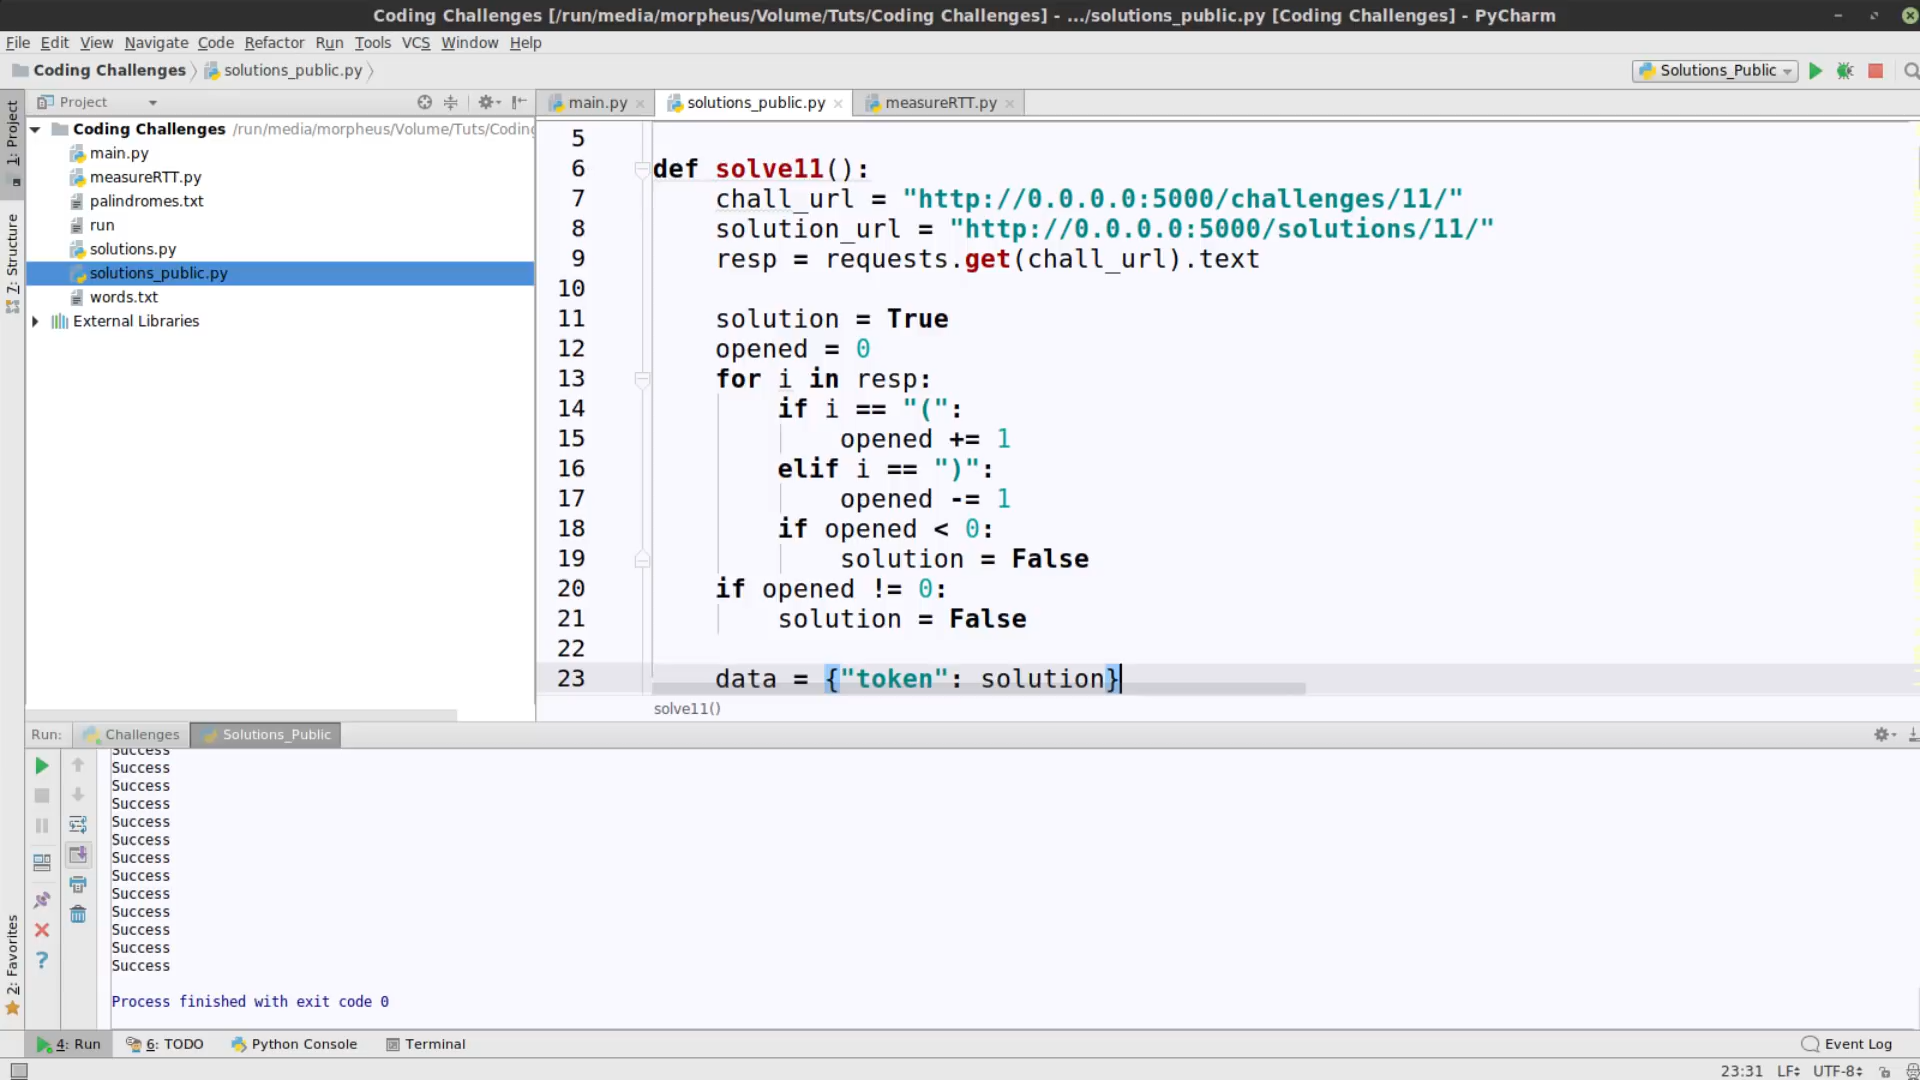 Coding Challenges [/run/media/morpheus/Volume/Tuts/Coding Challenges] - .../solutions_public.py [Coding Challenges] - PyCharm
File Edit View Navigate Code Refactor Run Tools VCS Window Help
Coding Challenges solutions_public.py
Solutions_Public
Project
main.py solutions_public.py measureRTT.py
1: Project
7: Structure
2: Favorites
Coding Challenges /run/media/morpheus/Volume/Tuts/Coding
main.py
measureRTT.py
palindromes.txt
run
solutions.py
solutions_public.py
words.txt
External Libraries
5
6 def solve11():
7 chall_url = "http://0.0.0.0:5000/challenges/11/"
8 solution_url = "http://0.0.0.0:5000/solutions/11/"
9 resp = requests.get(chall_url).text
10
11 solution = True
12 opened = 0
13 for i in resp:
14 if i == "(":
15 opened += 1
16 elif i == ")":
17 opened -= 1
18 if opened < 0:
19 solution = False
20 if opened != 0:
21 solution = False
22
23 data = {"token": solution}
solve11()
Run: Challenges Solutions_Public
Success
Success
Success
Success
Success
Success
Success
Success
Success
Success
Success
Success
Success
Process finished with exit code 0
4: Run 6: TODO Python Console Terminal Event Log
23:31 LF UTF-8